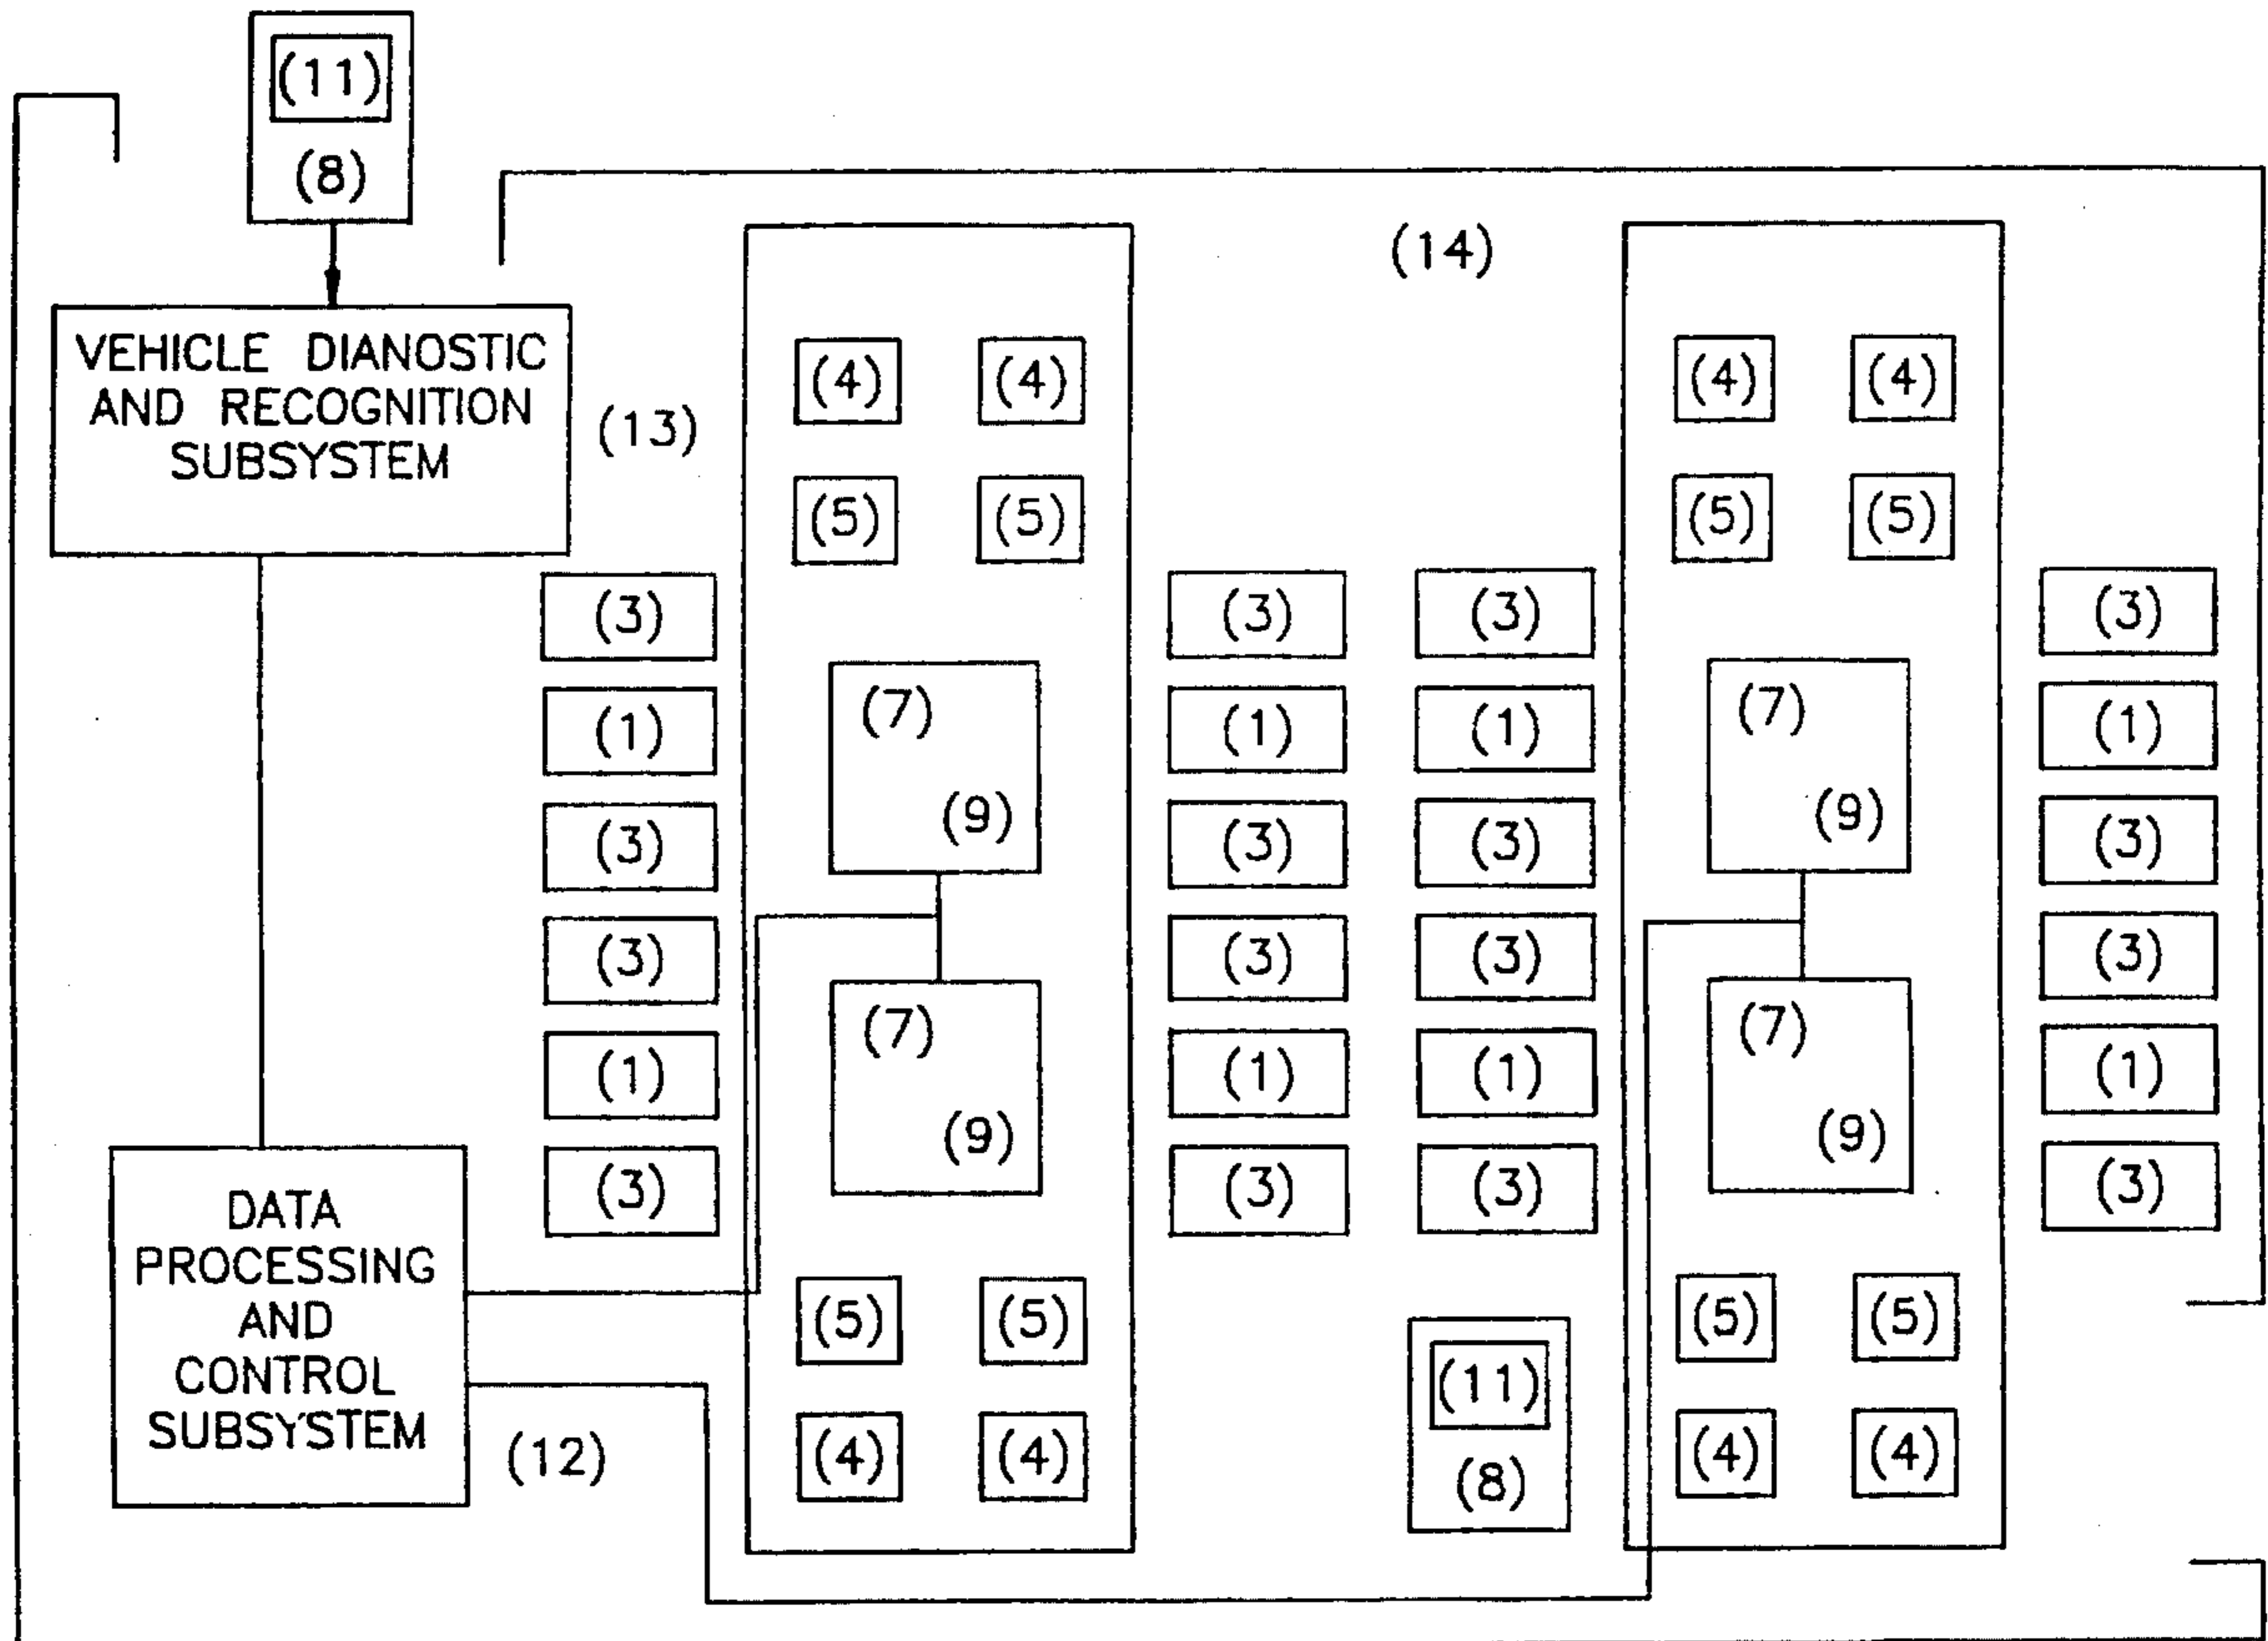 (11)
(8)
(14)
VEHICLE DIANOSTIC
AND RECOGNITION
SUBSYSTEM
(13)
(4) (4) (4) (4)
(5) (5) (5) (5)
(3) (3) (3) (3)
(7) (7)
(1) (1) (1) (1)
(9) (9)
(3) (3) (3) (3)
(3) (3) (3) (3)
(7) (7)
(1) (1) (1) (1)
(9) (9)
(3) (3) (3) (3)
DATA
PROCESSING
AND
CONTROL
SUBSYSTEM
(12)
(5) (5) (5) (5)
(11)
(4) (4) (4) (4)
(8)